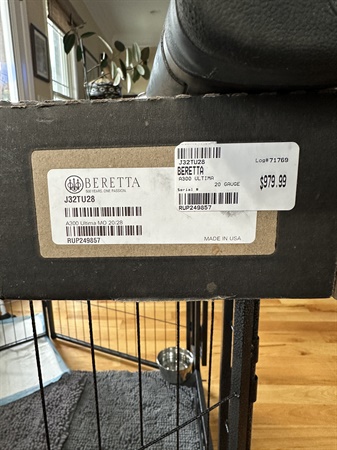 BERETTA
500 YEARS, ONE PASSION
J32TU28
A300 Ultima MO 20/28
RUP249857
MADE IN USA
J32TU28
Log#71769
BERETTA
A300 ULTIMA
20 GAUGE
$979.99
Serial #
RUP249857